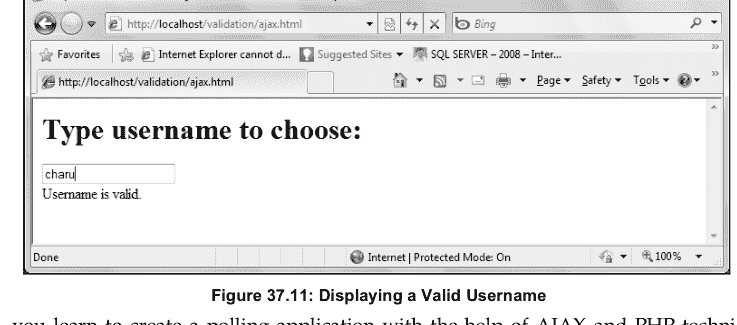 http://localhost/validation/ajax.html Bing
Favorites Internet Explorer cannot d... Suggested Sites SQL SERVER – 2008 – Inter...
http://localhost/validation/ajax.html Page Safety Tools
Type username to choose:
charu
Username is valid.
Done Internet | Protected Mode: On 100%
Figure 37.11: Displaying a Valid Username
you learn to create a polling application with the help of AJAX and PHP